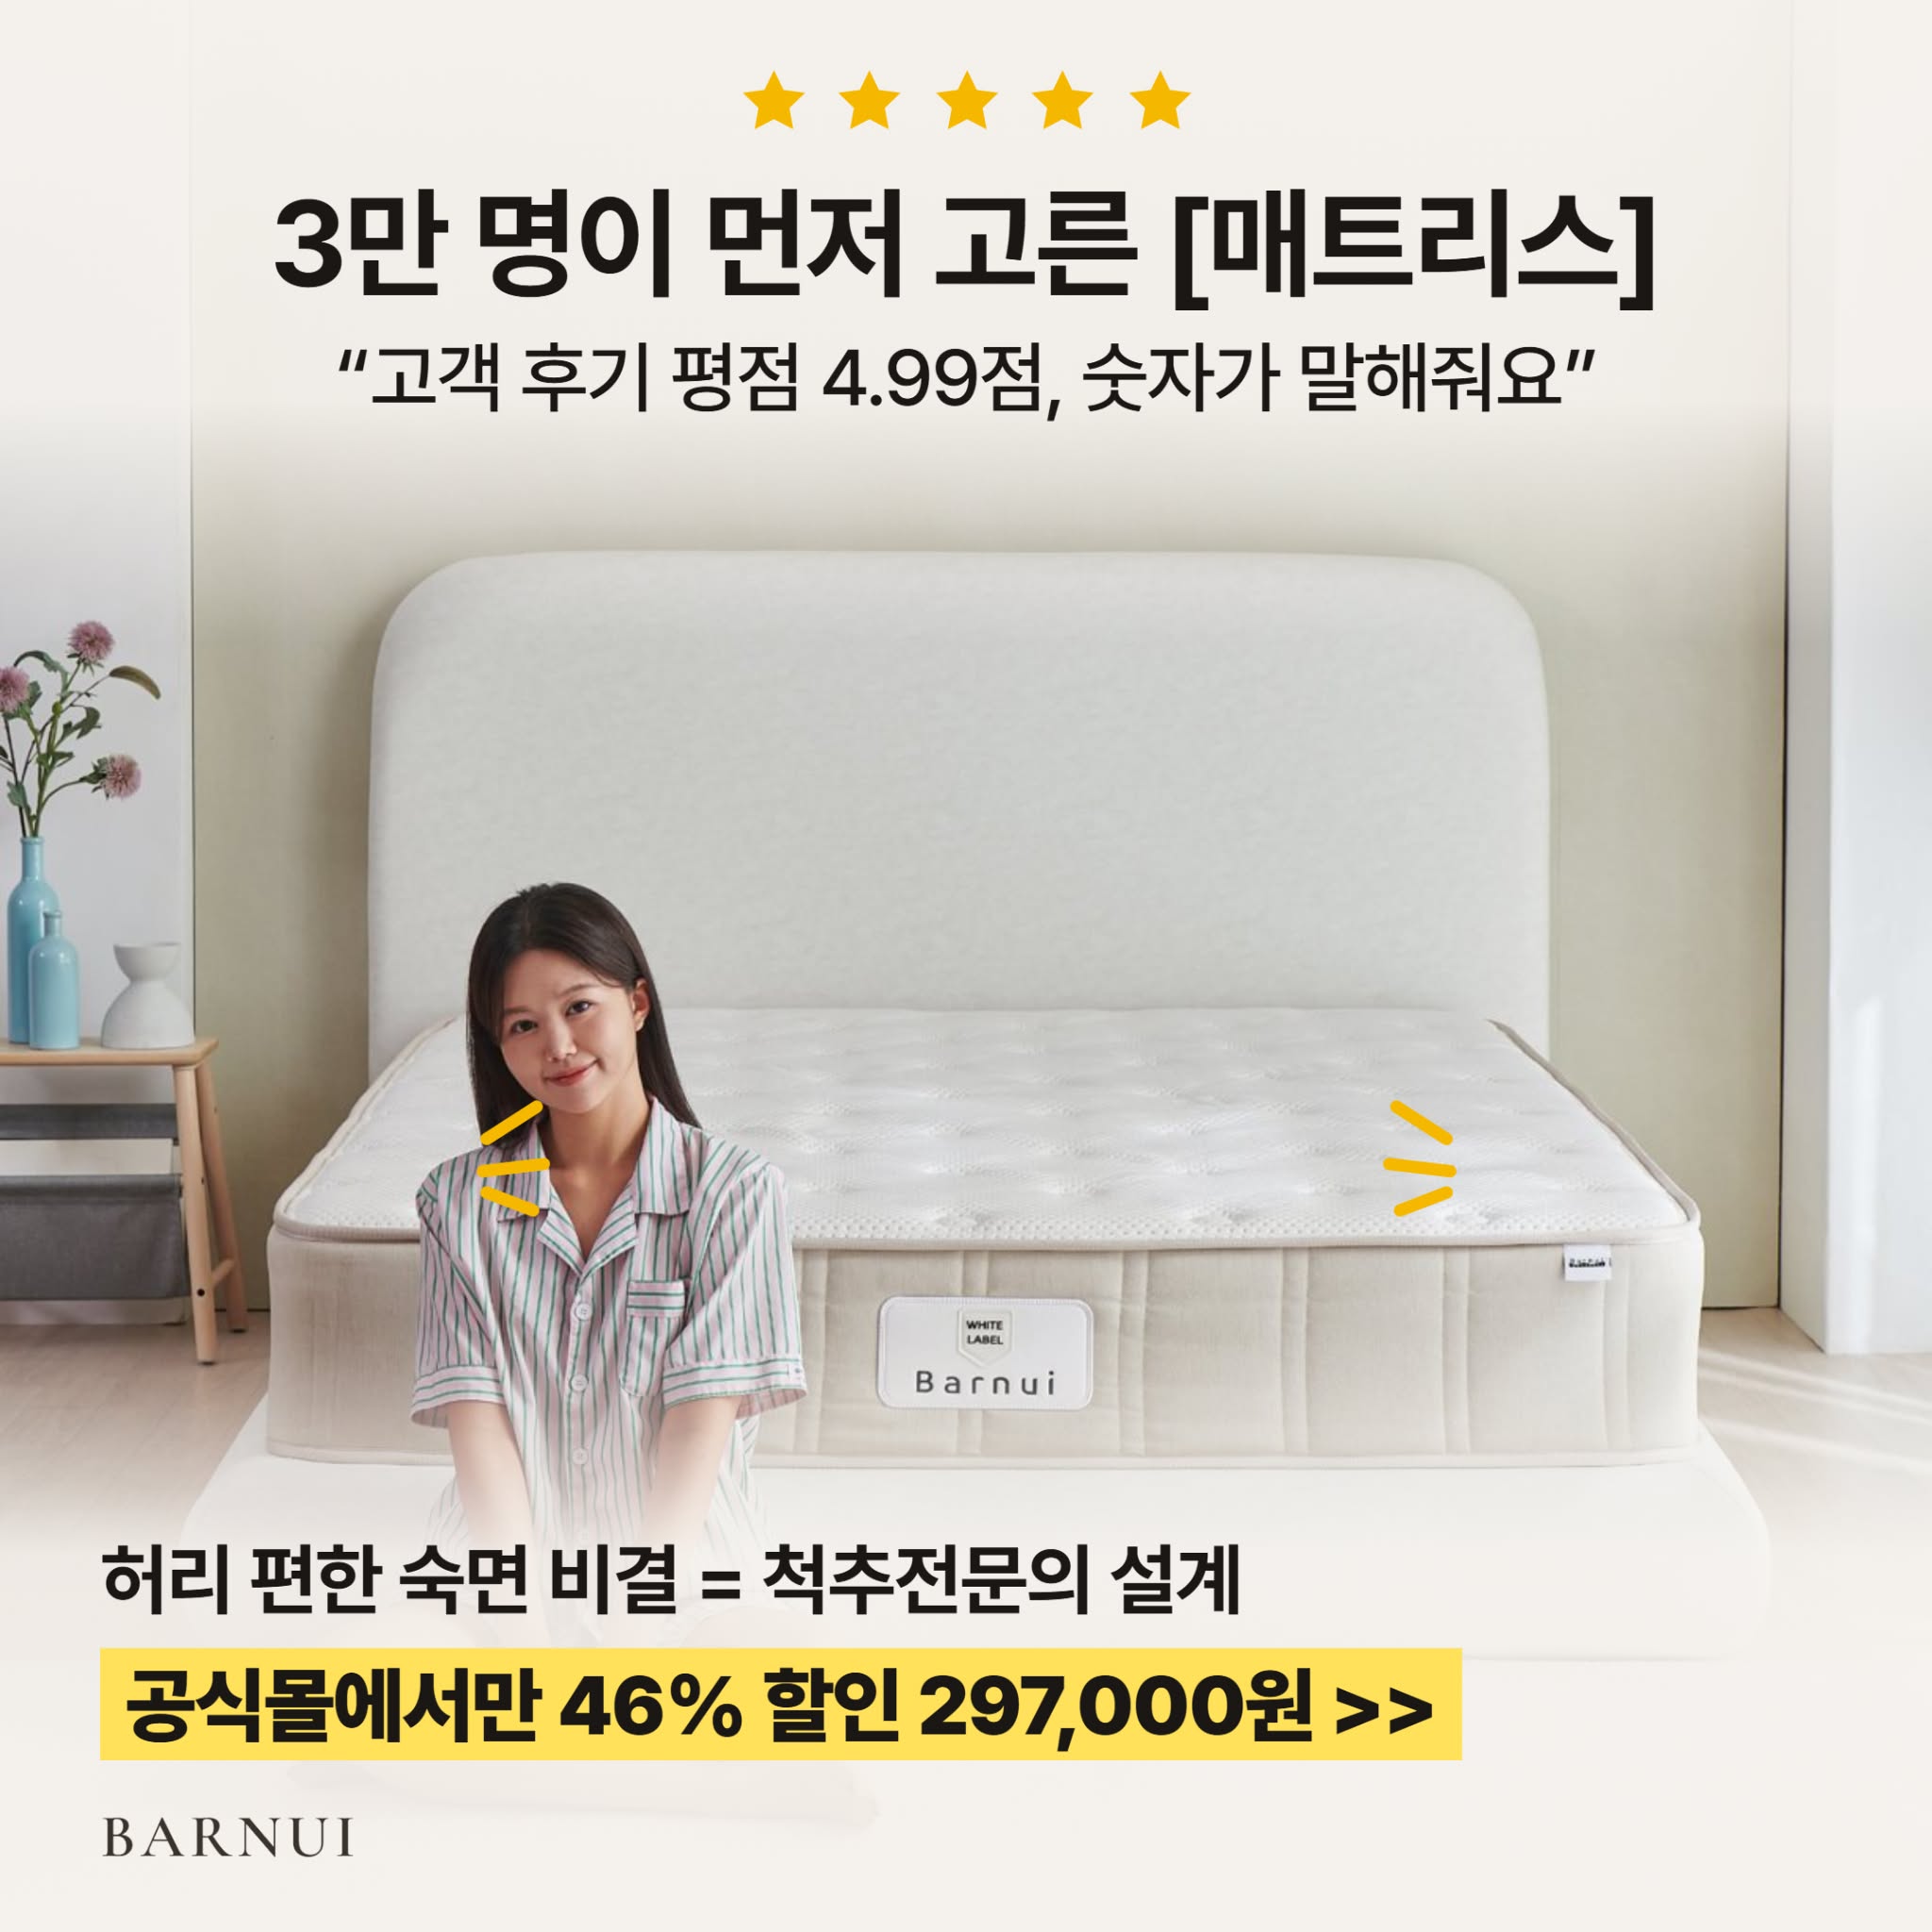 3만 명이 먼저 고른 [매트리스]
“고객 후기 평점 4.99점, 숫자가 말해줘요”
WHITE
LABEL
Barnui
허리 편한 숙면 비결 = 척추전문의 설계
공식몰에서만 46% 할인 297,000원 >>
BARNUI